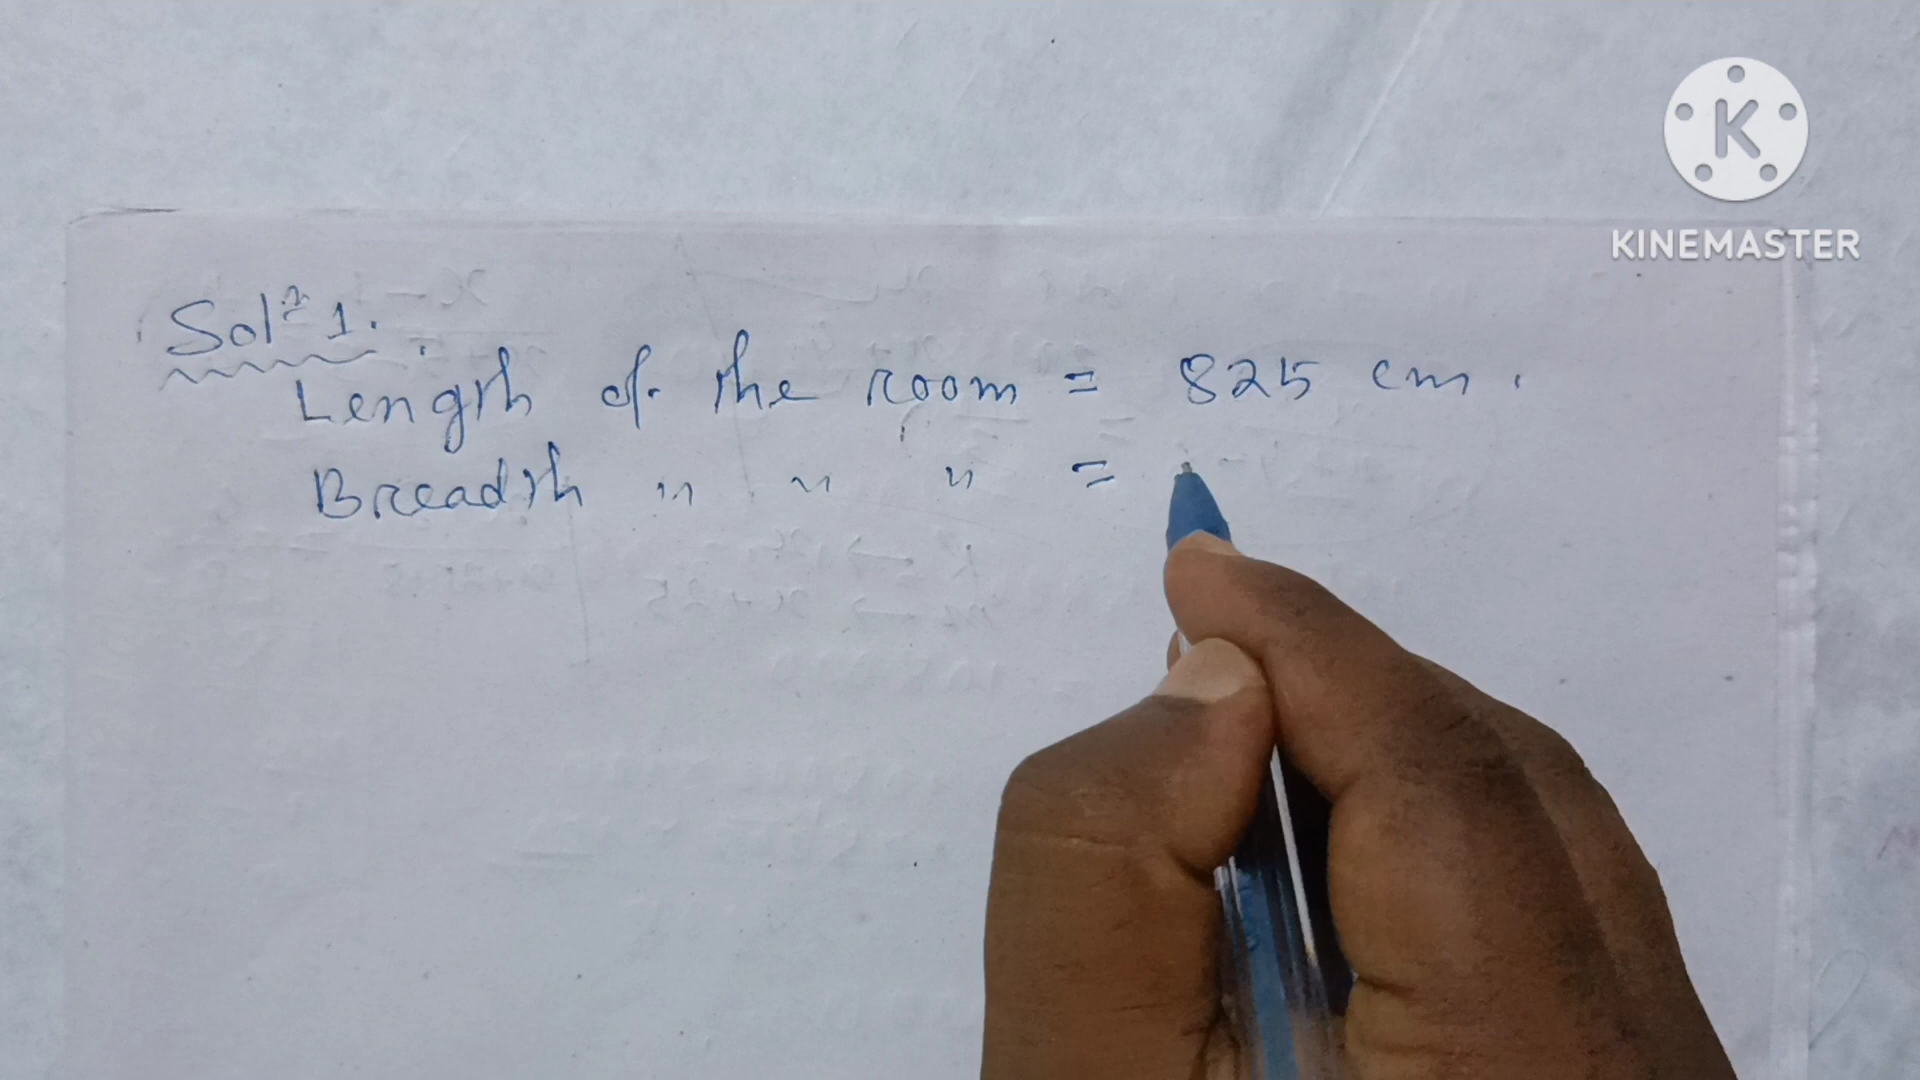 K
KINEMASTER
Solⁿ 1.
Length of the room = 825 cm.
Breadth " " " =